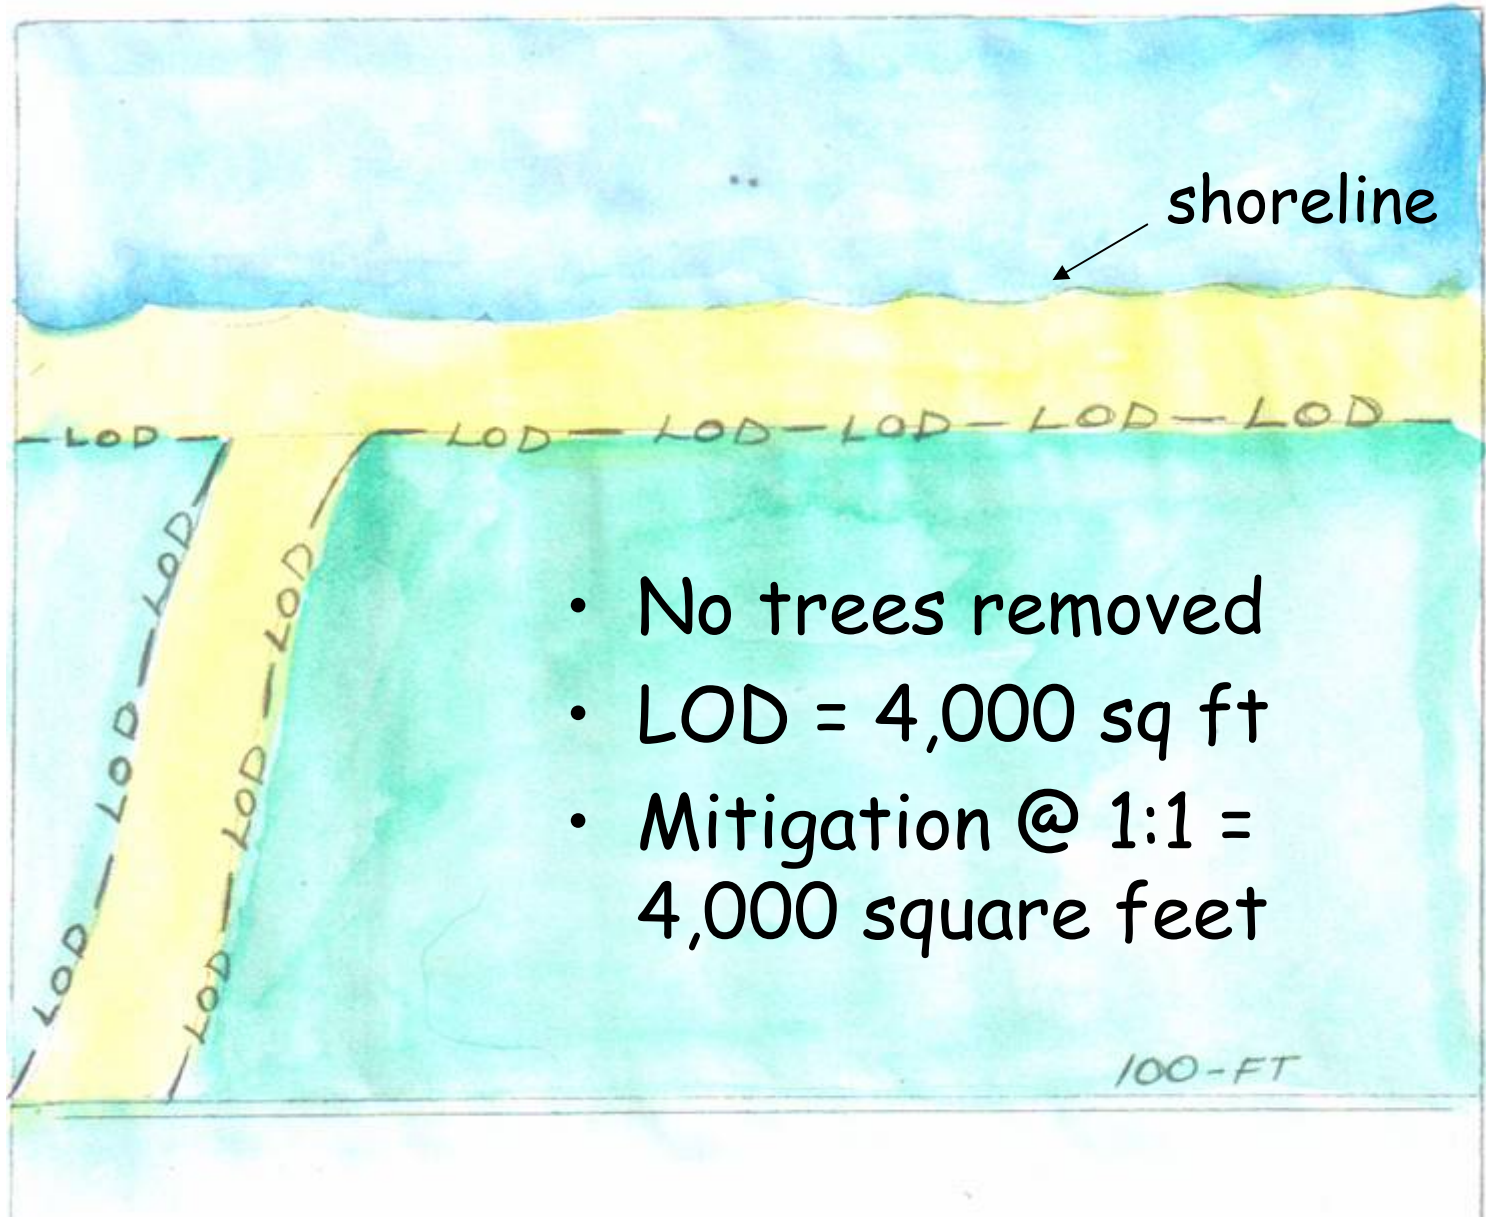 shoreline
- LOD - LOD - LOD - LOD - LOD - LOD -
- LOD - LOD - LOD - LOD -
- LOD - LOD - LOD -
• No trees removed
• LOD = 4,000 sq ft
• Mitigation @ 1:1 =
4,000 square feet
100-FT